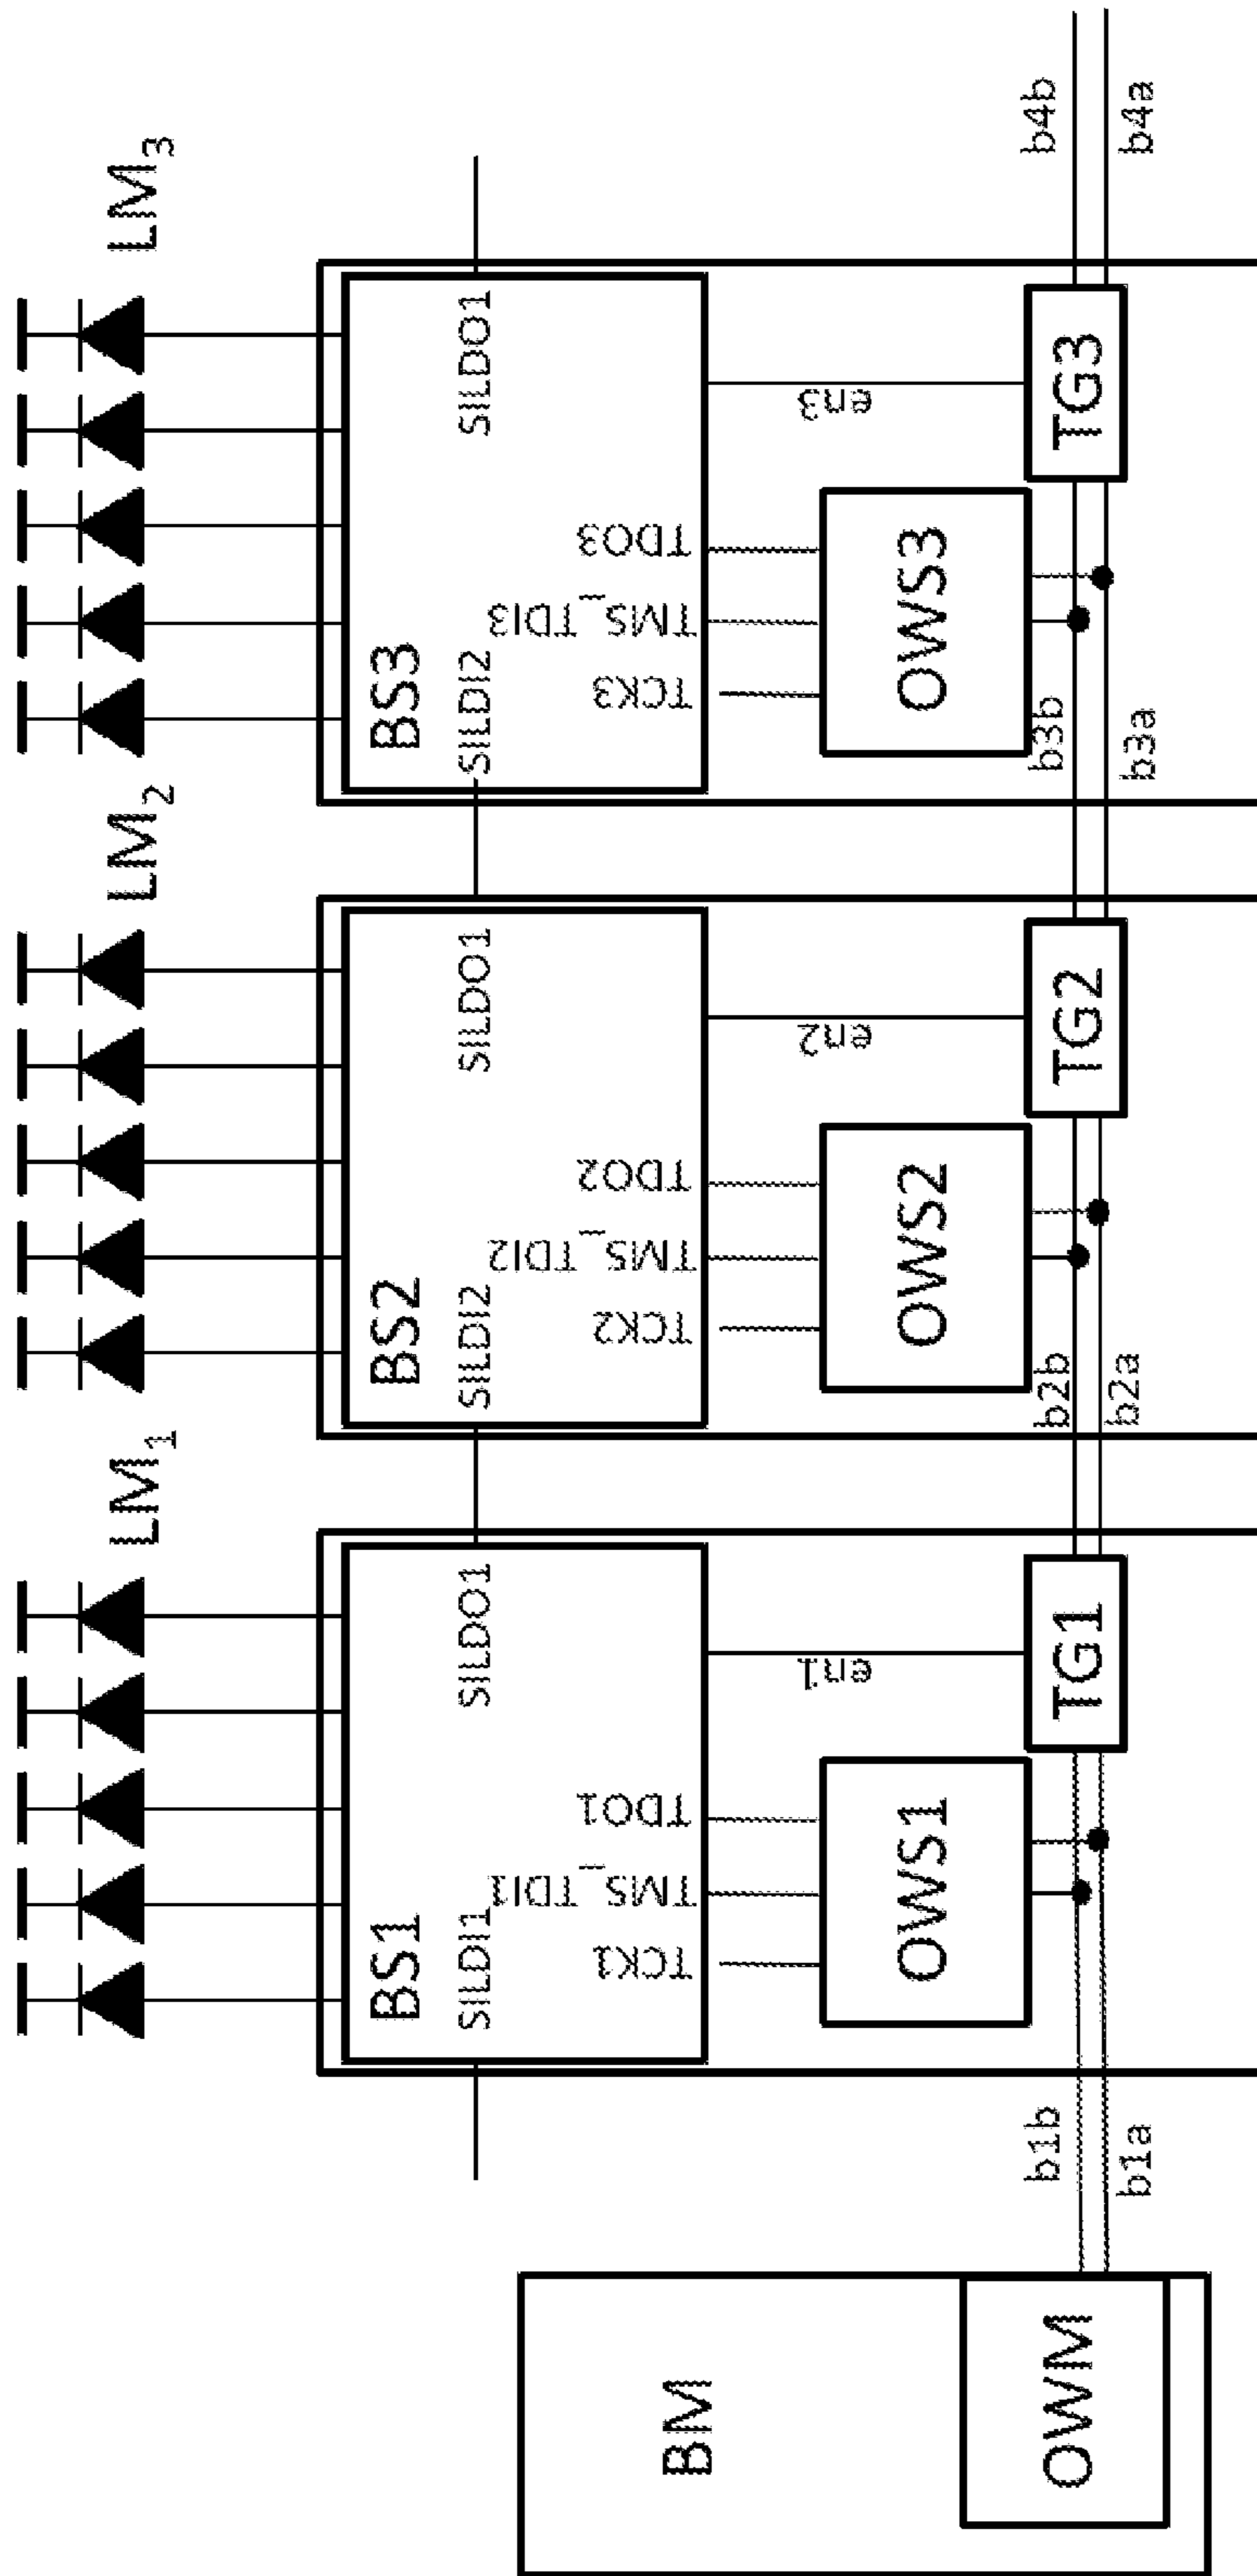 LM1
LM2
LM3
BS1
SILDI1
SILDO1
TCK1
TMS_TDI1
TDO1
en1
OWS1
TG1
BS2
SILDI2
SILDO1
TCK2
TMS_TDI2
TDO2
en2
OWS2
TG2
BS3
SILDI2
SILDO1
TCK3
TMS_TDI3
TDO3
en3
OWS3
TG3
BM
OWM
b1b
b1a
b2b
b2a
b3b
b3a
b4b
b4a